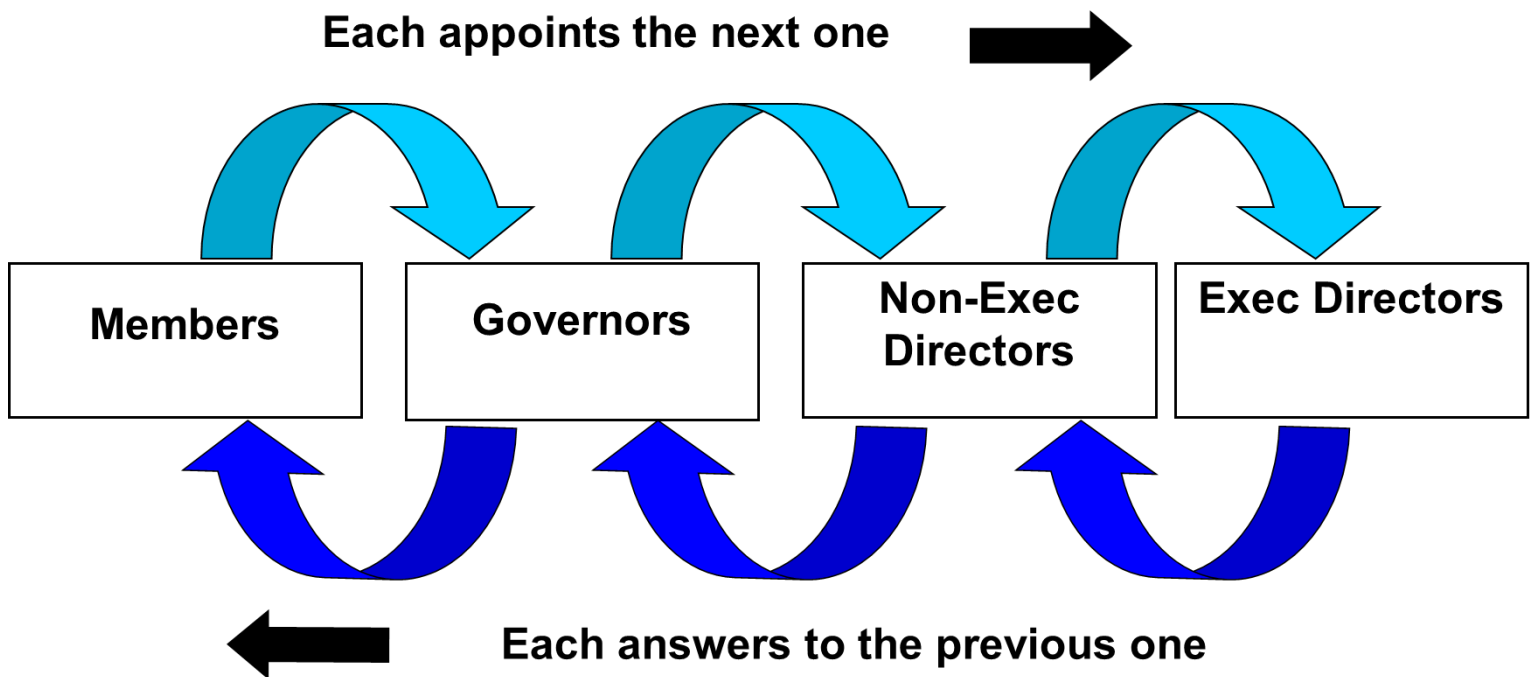 Each appoints the next one
Members
Governors
Non-Exec
Directors
Exec Directors
Each answers to the previous one